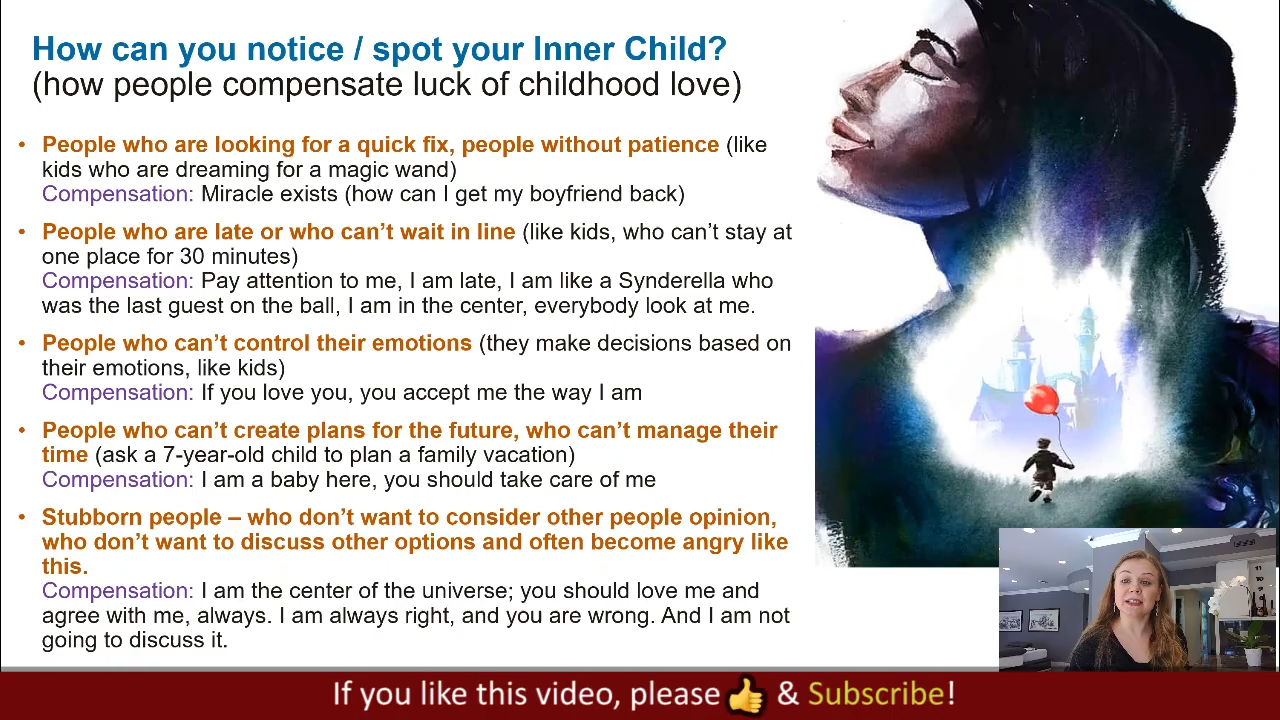 How can you notice / spot your Inner Child?
(how people compensate luck of childhood love)
• People who are looking for a quick fix, people without patience (like
kids who are dreaming for a magic wand)
Compensation: Miracle exists (how can I get my boyfriend back)
• People who are late or who can’t wait in line (like kids, who can’t stay at
one place for 30 minutes)
Compensation: Pay attention to me, I am late, I am like a Synderella who
was the last guest on the ball, I am in the center, everybody look at me.
• People who can’t control their emotions (they make decisions based on
their emotions, like kids)
Compensation: If you love you, you accept me the way I am
• People who can’t create plans for the future, who can’t manage their
time (ask a 7-year-old child to plan a family vacation)
Compensation: I am a baby here, you should take care of me
• Stubborn people – who don’t want to consider other people opinion,
who don’t want to discuss other options and often become angry like
this.
Compensation: I am the center of the universe; you should love me and
agree with me, always. I am always right, and you are wrong. And I am not
going to discuss it.
If you like this video, please 👍 & Subscribe!